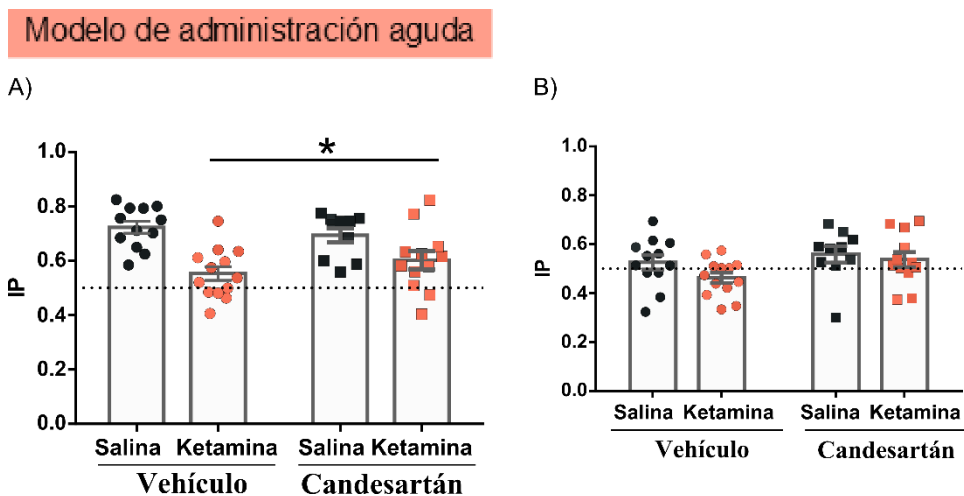 Modelo de administración aguda
A)
B)
*
IP
1.0
0.8
0.6
0.4
0.2
0.0
Salina Ketamina Salina Ketamina
Vehículo Candesartán
IP
1.0
0.8
0.6
0.4
0.2
0.0
Salina Ketamina Salina Ketamina
Vehículo Candesartán